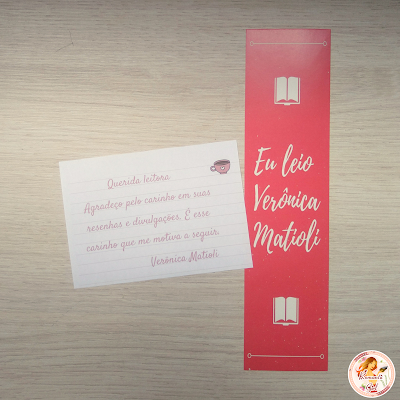 Querida leitora
Agradeço pelo carinho em suas
resenhas e divulgações. É esse
carinho que me motiva a seguir.
Verônica Matioli
Eu leio
Verônica
Matioli